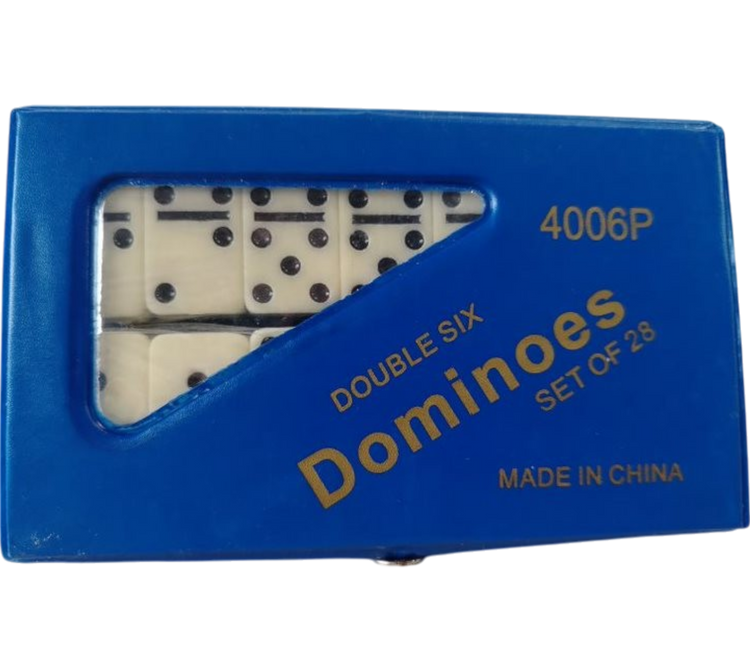 4006P
DOUBLE SIX
Dominoes
SET OF 28
MADE IN CHINA